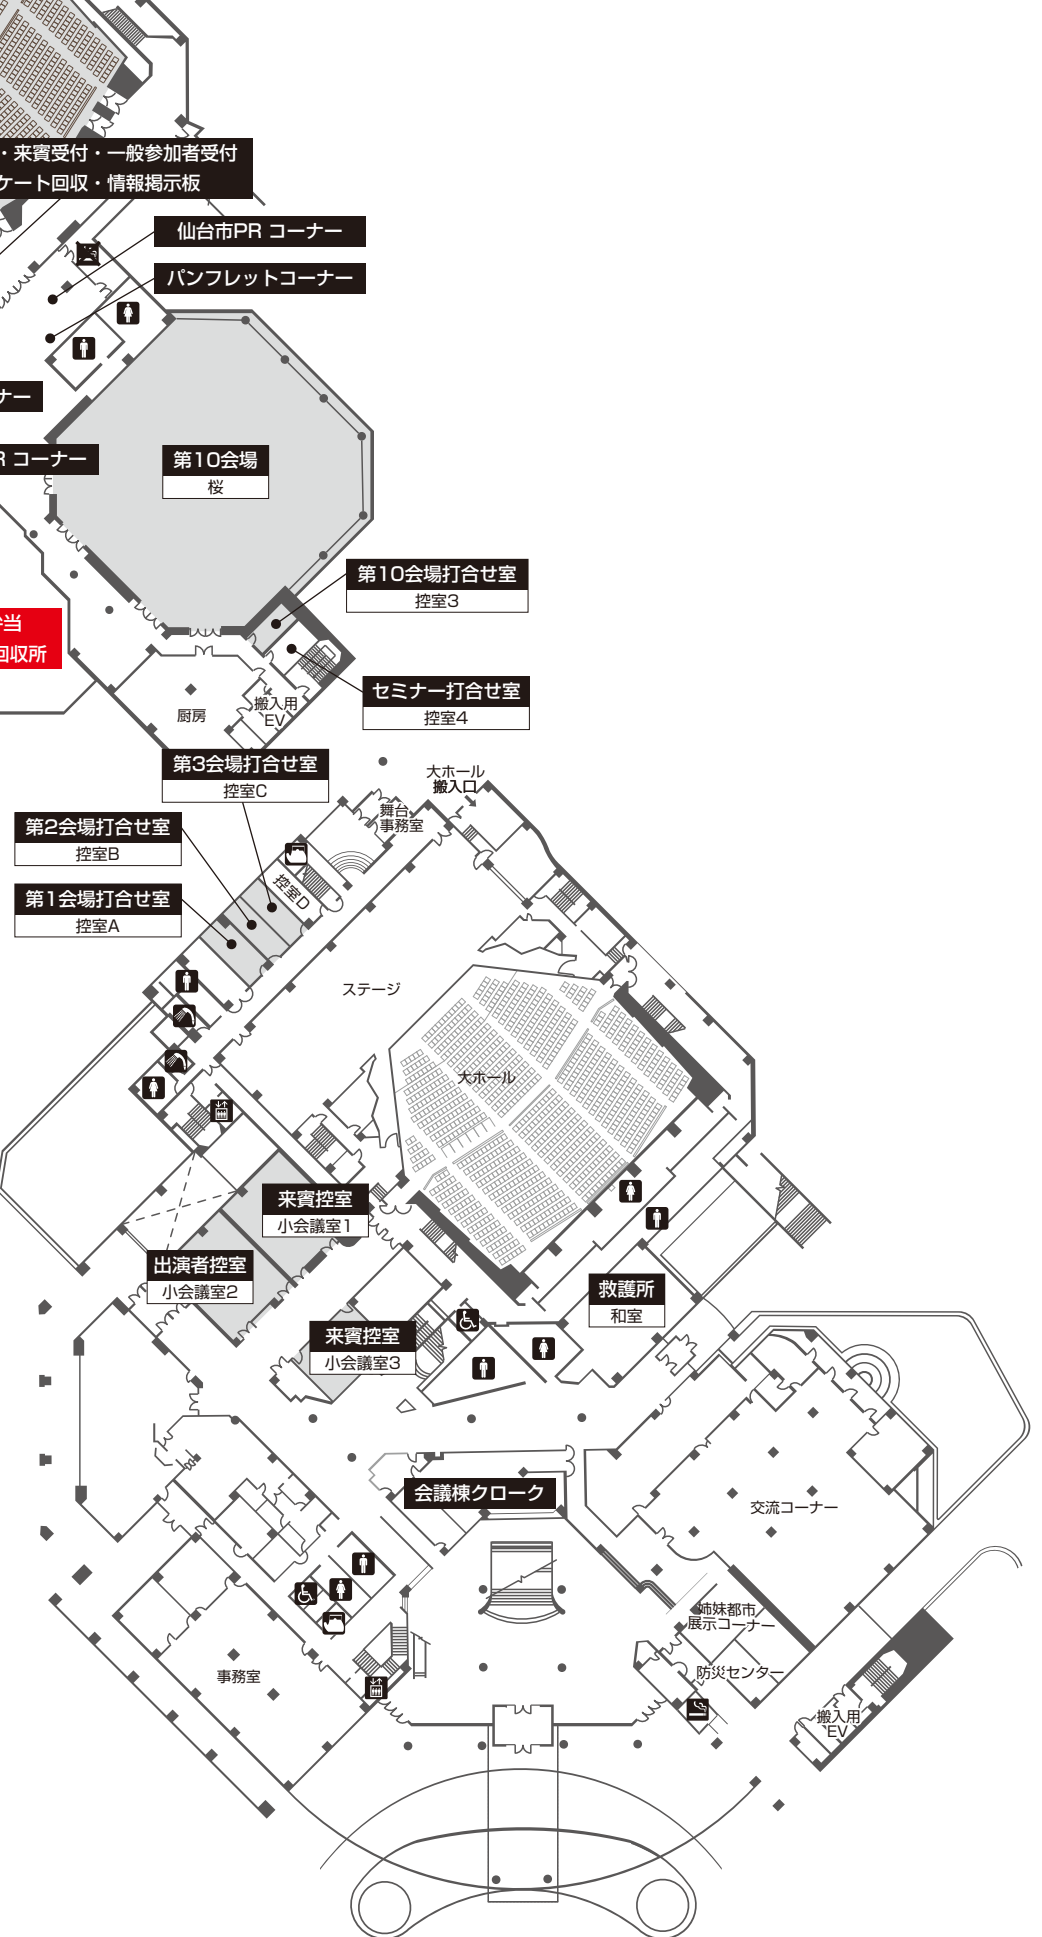 ・来賓受付・一般参加者受付
ケート回収・情報掲示板
仙台市PR コーナー
パンフレットコーナー
ナー
R コーナー
第10会場
桜
第10会場打合せ室
控室3
弁当
回収所
セミナー打合せ室
控室4
厨房
搬入用
EV
第3会場打合せ室
控室C
大ホール
搬入口
舞台
事務室
第2会場打合せ室
控室B
控室D
第1会場打合せ室
控室A
ステージ
大ホール
来賓控室
小会議室1
出演者控室
小会議室2
救護所
和室
来賓控室
小会議室3
会議棟クローク
交流コーナー
姉妹都市
展示コーナー
事務室
防災センター
搬入用
EV